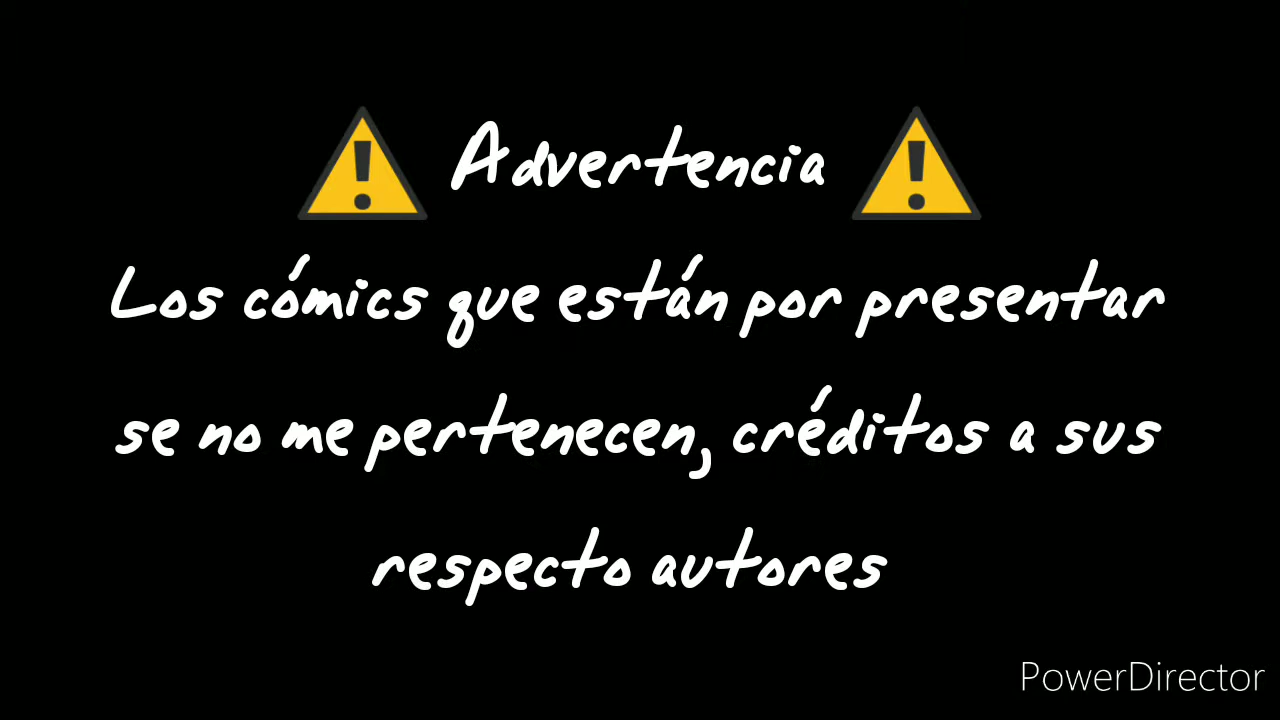 ⚠ Advertencia ⚠
Los cómics que están por presentar
se no me pertenecen, créditos a sus
respecto autores
PowerDirector